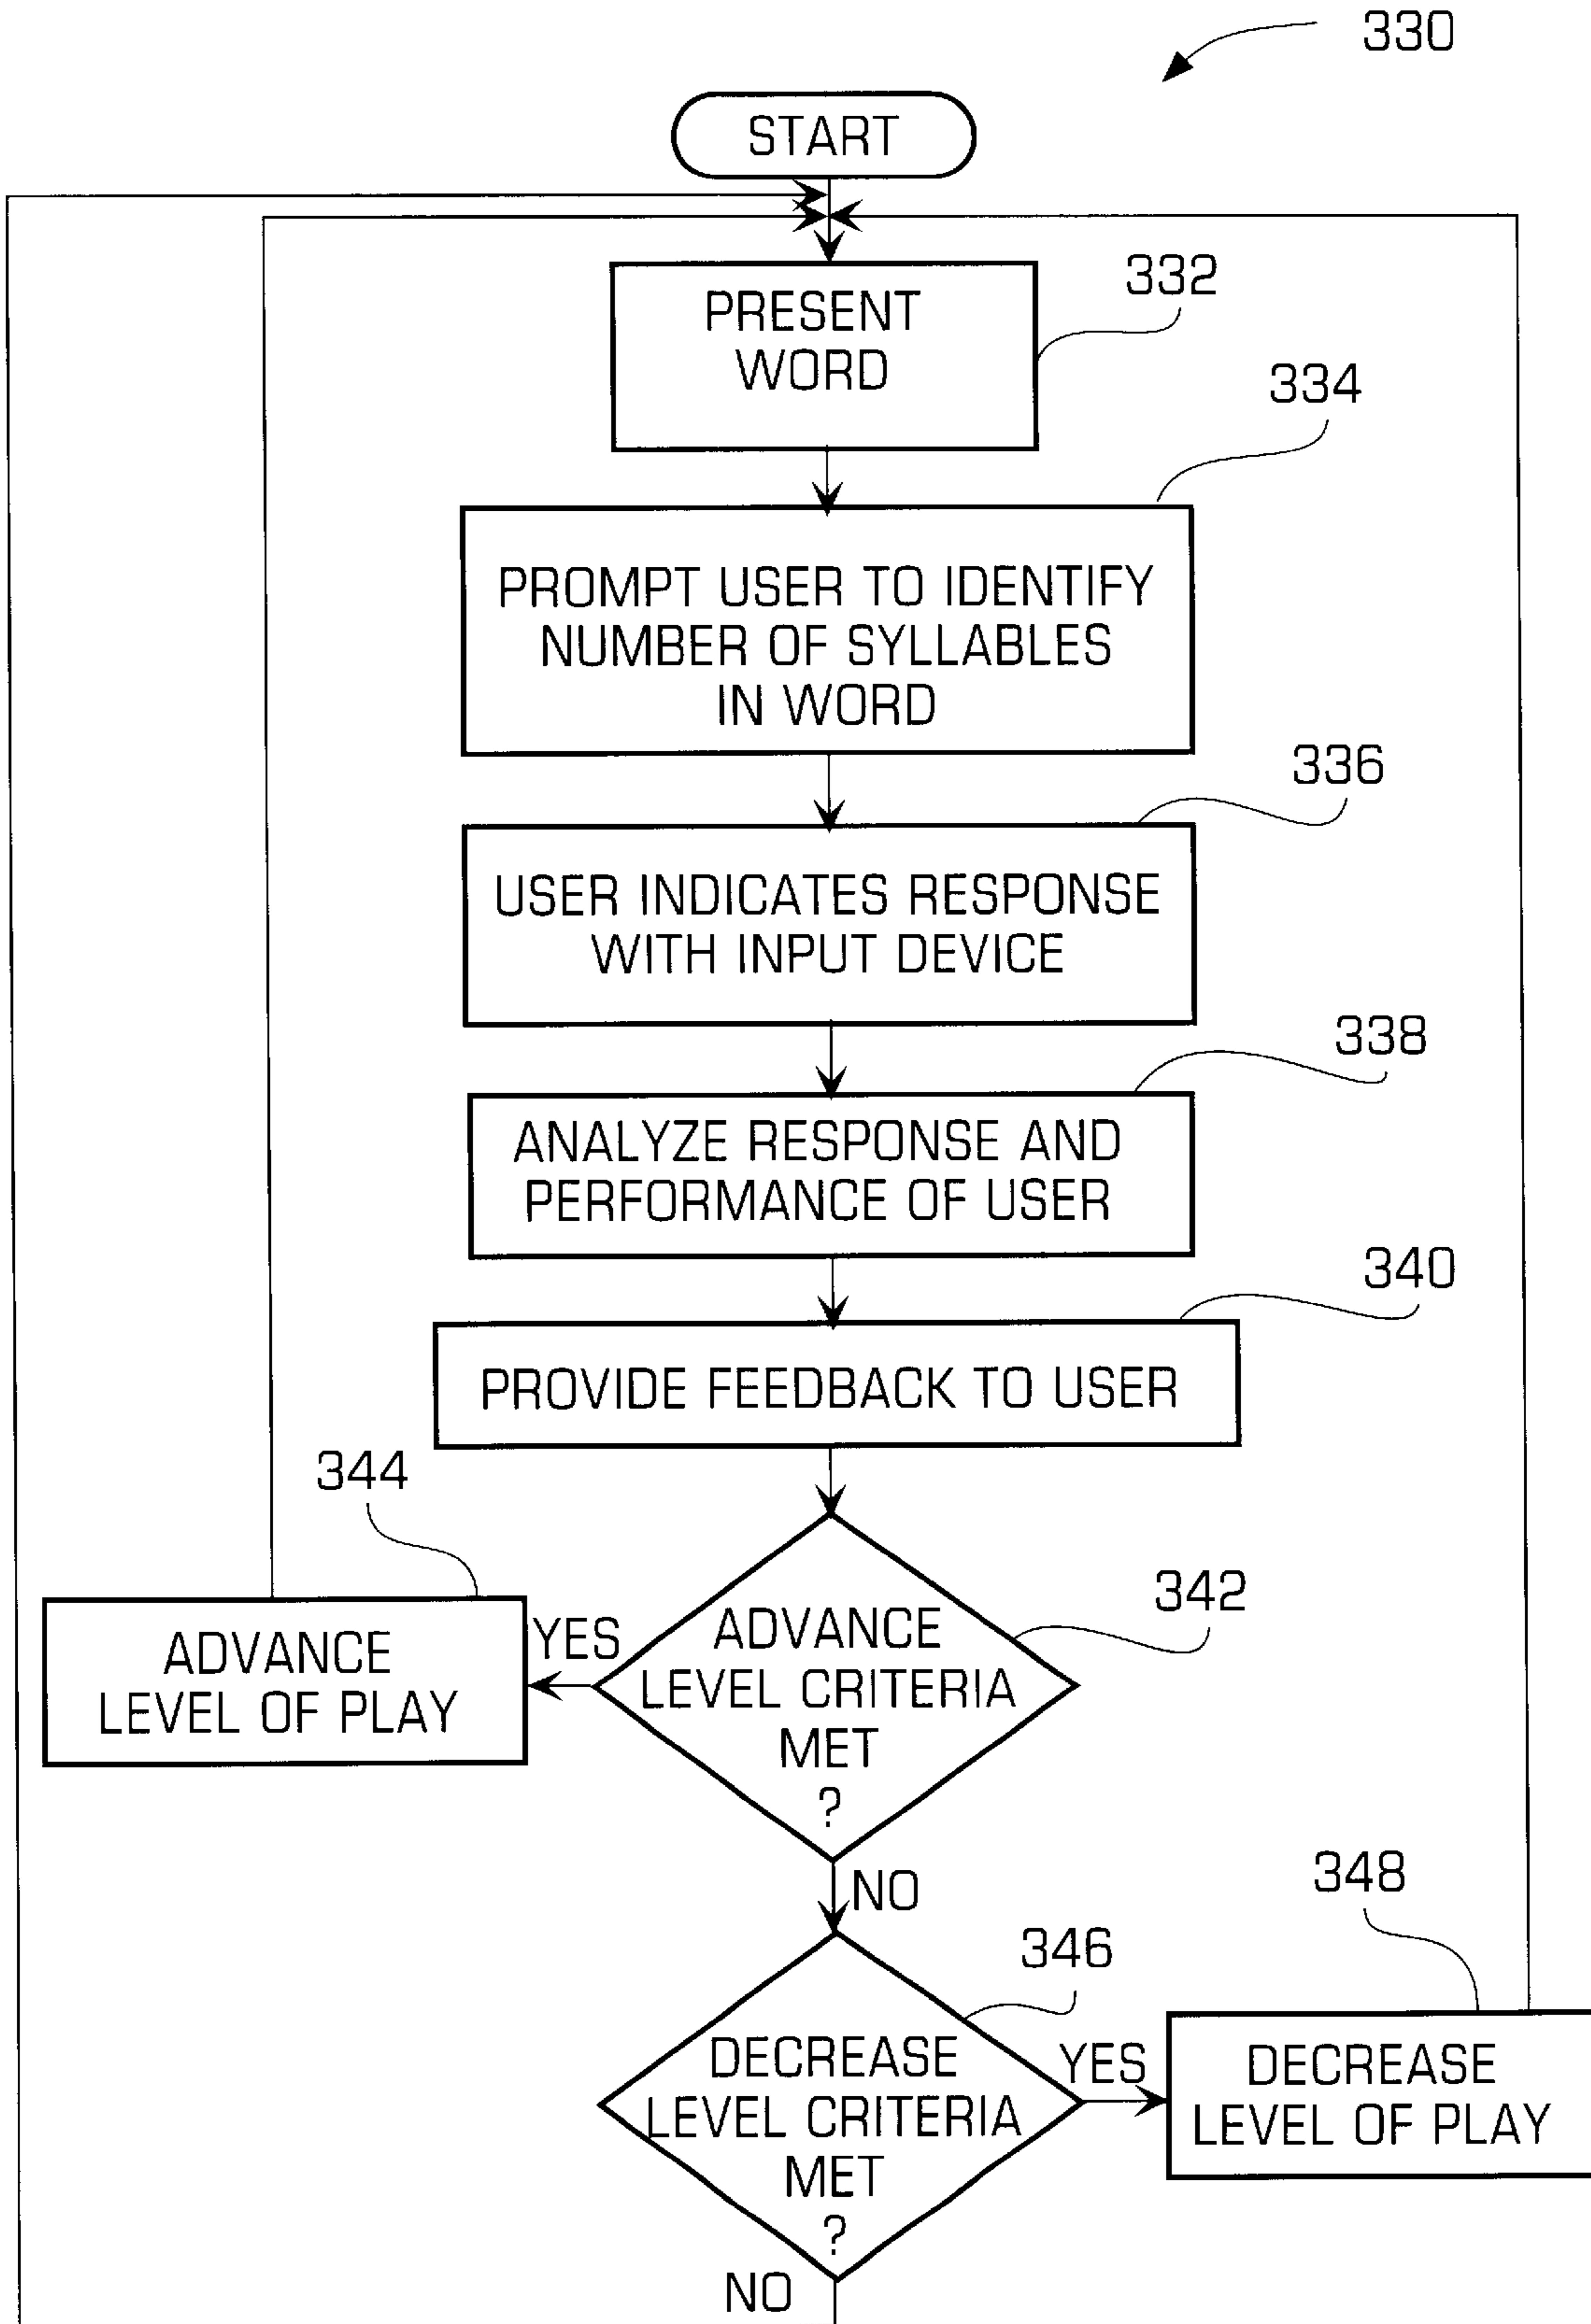 330
START
PRESENT
WORD
332
334
PROMPT USER TO IDENTIFY
NUMBER OF SYLLABLES
IN WORD
336
USER INDICATES RESPONSE
WITH INPUT DEVICE
338
ANALYZE RESPONSE AND
PERFORMANCE OF USER
340
PROVIDE FEEDBACK TO USER
344
342
ADVANCE
LEVEL OF PLAY
YES
ADVANCE
LEVEL CRITERIA
MET
?
NO
348
346
DECREASE
LEVEL CRITERIA
MET
?
YES
DECREASE
LEVEL OF PLAY
NO